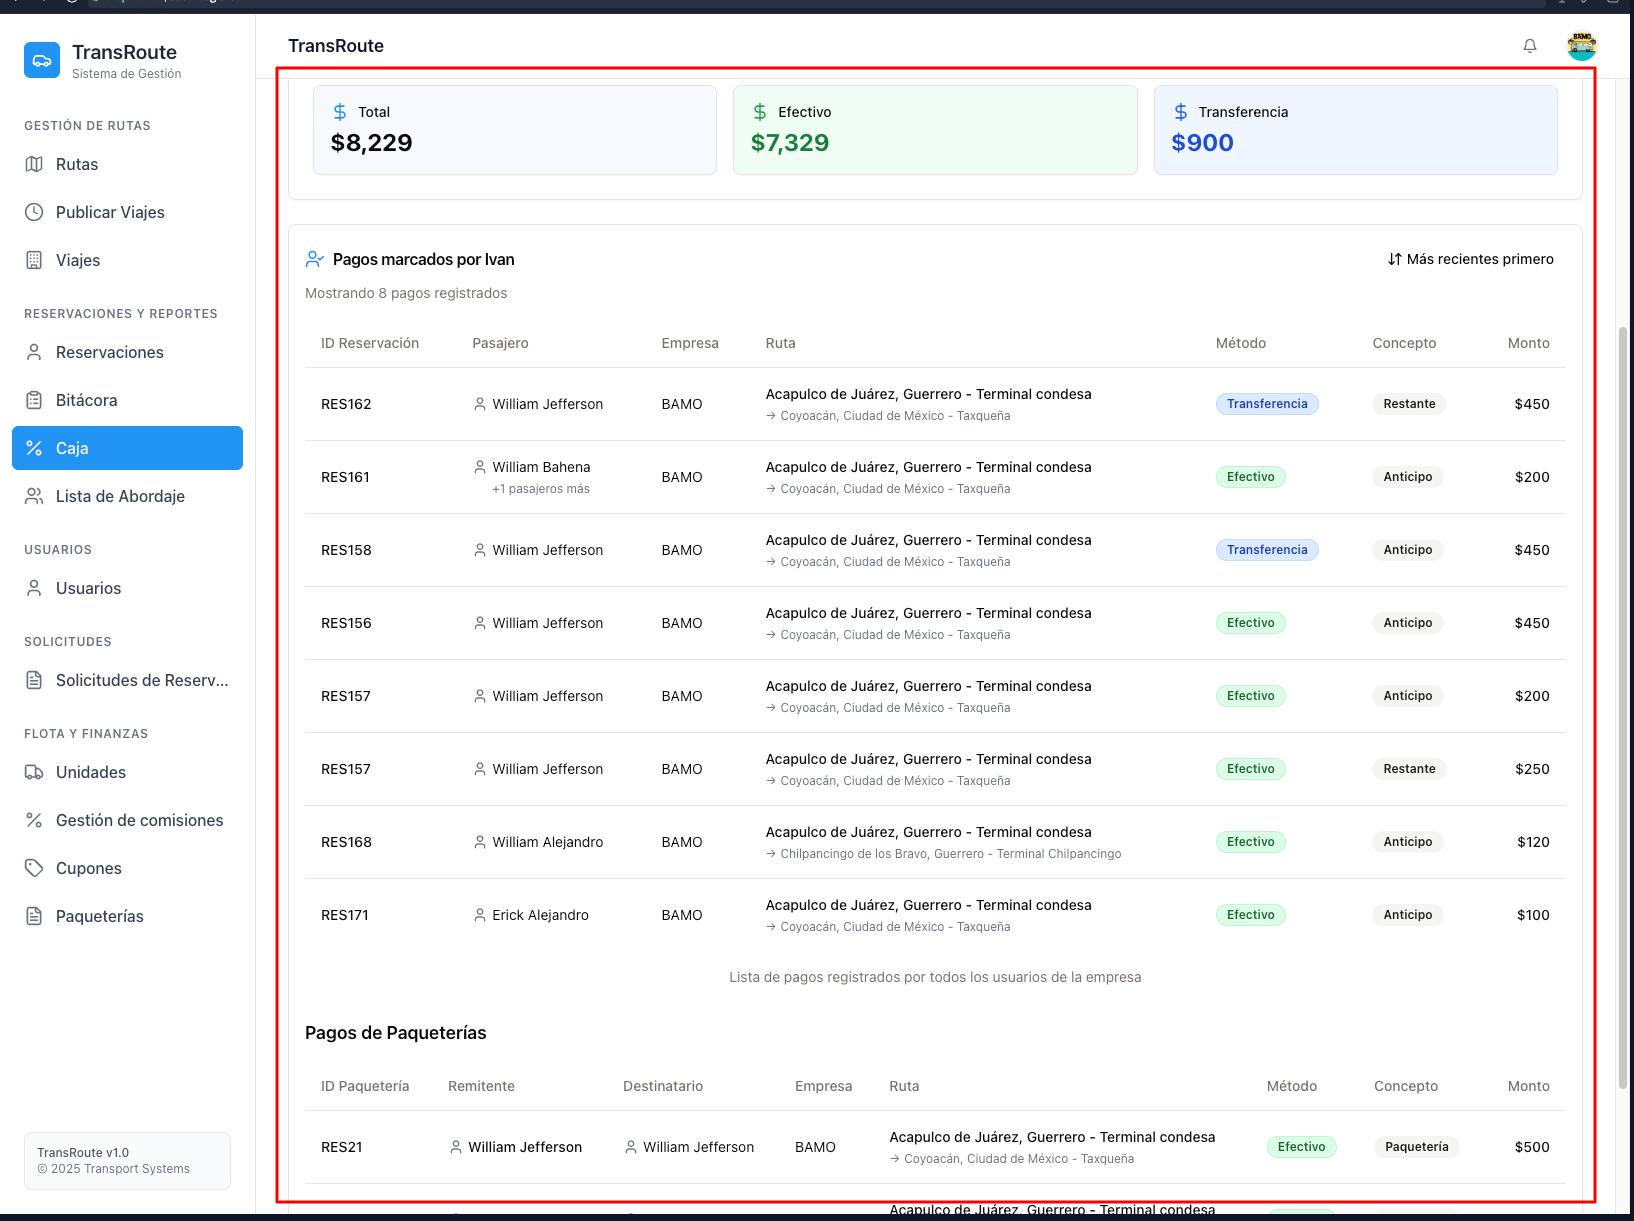 TransRoute
Sistema de Gestión
TransRoute
BAMO
GESTIÓN DE RUTAS
Rutas
Publicar Viajes
Viajes
RESERVACIONES Y REPORTES
Reservaciones
Bitácora
Caja
Lista de Abordaje
USUARIOS
Usuarios
SOLICITUDES
Solicitudes de Reserv...
FLOTA Y FINANZAS
Unidades
Gestión de comisiones
Cupones
Paqueterías
TransRoute v1.0
© 2025 Transport Systems
Total
$8,229
Efectivo
$7,329
Transferencia
$900
Pagos marcados por Ivan
Más recientes primero
Mostrando 8 pagos registrados
ID Reservación Pasajero Empresa Ruta Método Concepto Monto
RES162 William Jefferson BAMO Acapulco de Juárez, Guerrero - Terminal condesa Transferencia Restante $450
→ Coyoacán, Ciudad de México - Taxqueña
RES161 William Bahena BAMO Acapulco de Juárez, Guerrero - Terminal condesa Efectivo Anticipo $200
+1 pasajeros más → Coyoacán, Ciudad de México - Taxqueña
RES158 William Jefferson BAMO Acapulco de Juárez, Guerrero - Terminal condesa Transferencia Anticipo $450
→ Coyoacán, Ciudad de México - Taxqueña
RES156 William Jefferson BAMO Acapulco de Juárez, Guerrero - Terminal condesa Efectivo Anticipo $450
→ Coyoacán, Ciudad de México - Taxqueña
RES157 William Jefferson BAMO Acapulco de Juárez, Guerrero - Terminal condesa Efectivo Anticipo $200
→ Coyoacán, Ciudad de México - Taxqueña
RES157 William Jefferson BAMO Acapulco de Juárez, Guerrero - Terminal condesa Efectivo Restante $250
→ Coyoacán, Ciudad de México - Taxqueña
RES168 William Alejandro BAMO Acapulco de Juárez, Guerrero - Terminal condesa Efectivo Anticipo $120
→ Chilpancingo de los Bravo, Guerrero - Terminal Chilpancingo
RES171 Erick Alejandro BAMO Acapulco de Juárez, Guerrero - Terminal condesa Efectivo Anticipo $100
→ Coyoacán, Ciudad de México - Taxqueña
Lista de pagos registrados por todos los usuarios de la empresa
Pagos de Paqueterías
ID Paquetería Remitente Destinatario Empresa Ruta Método Concepto Monto
RES21 William Jefferson William Jefferson BAMO Acapulco de Juárez, Guerrero - Terminal condesa Efectivo Paquetería $500
→ Coyoacán, Ciudad de México - Taxqueña
Acapulco de Juárez, Guerrero - Terminal condesa